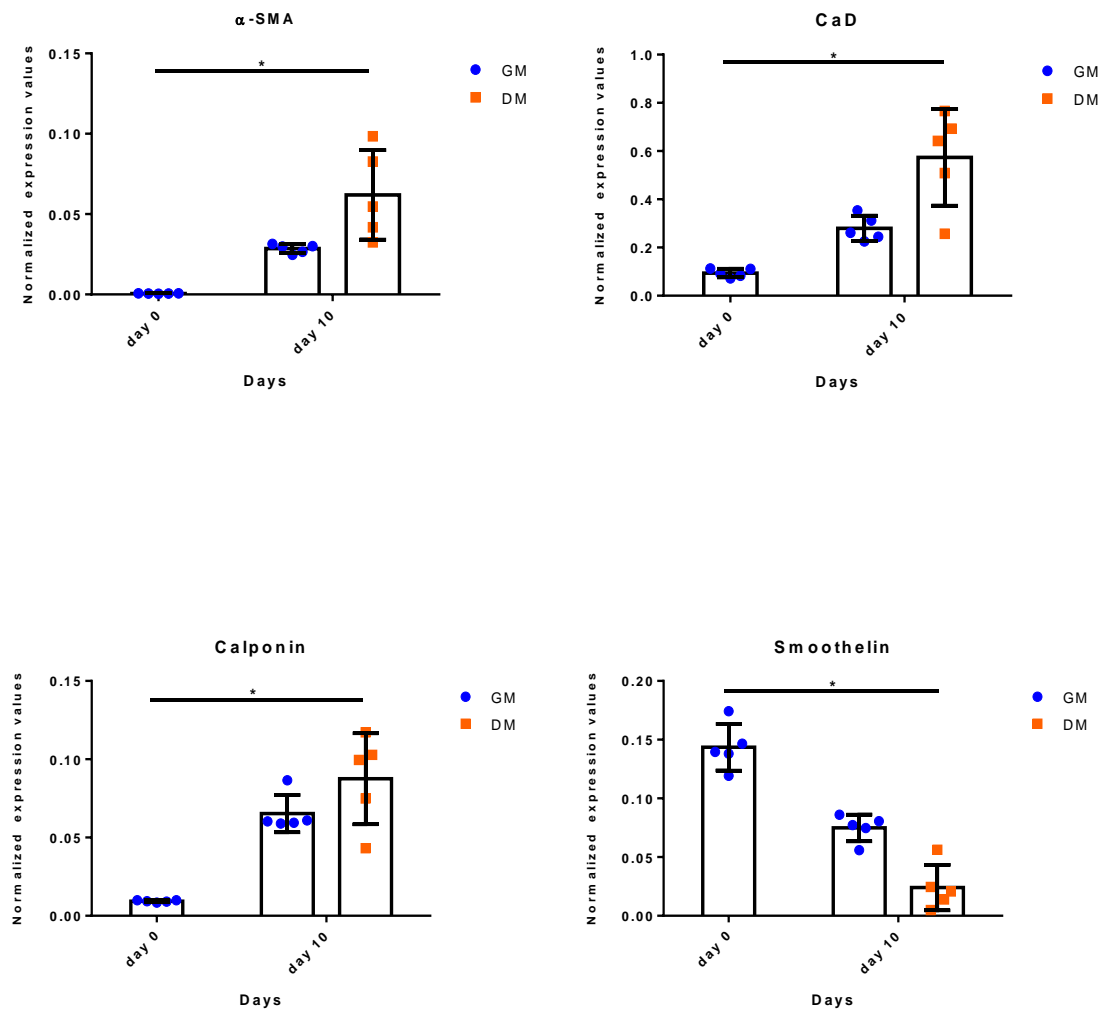 α-SMA
Normalized expression values
0.15
0.10
0.05
0.00
*
GM
DM
day 0
day 10
Days
CaD
Normalized expression values
1.0
0.8
0.6
0.4
0.2
0.0
*
GM
DM
day 0
day 10
Days
Calponin
Normalized expression values
0.15
0.10
0.05
0.00
*
GM
DM
day 0
day 10
Days
Smoothelin
Normalized expression values
0.20
0.15
0.10
0.05
0.00
*
GM
DM
day 0
day 10
Days